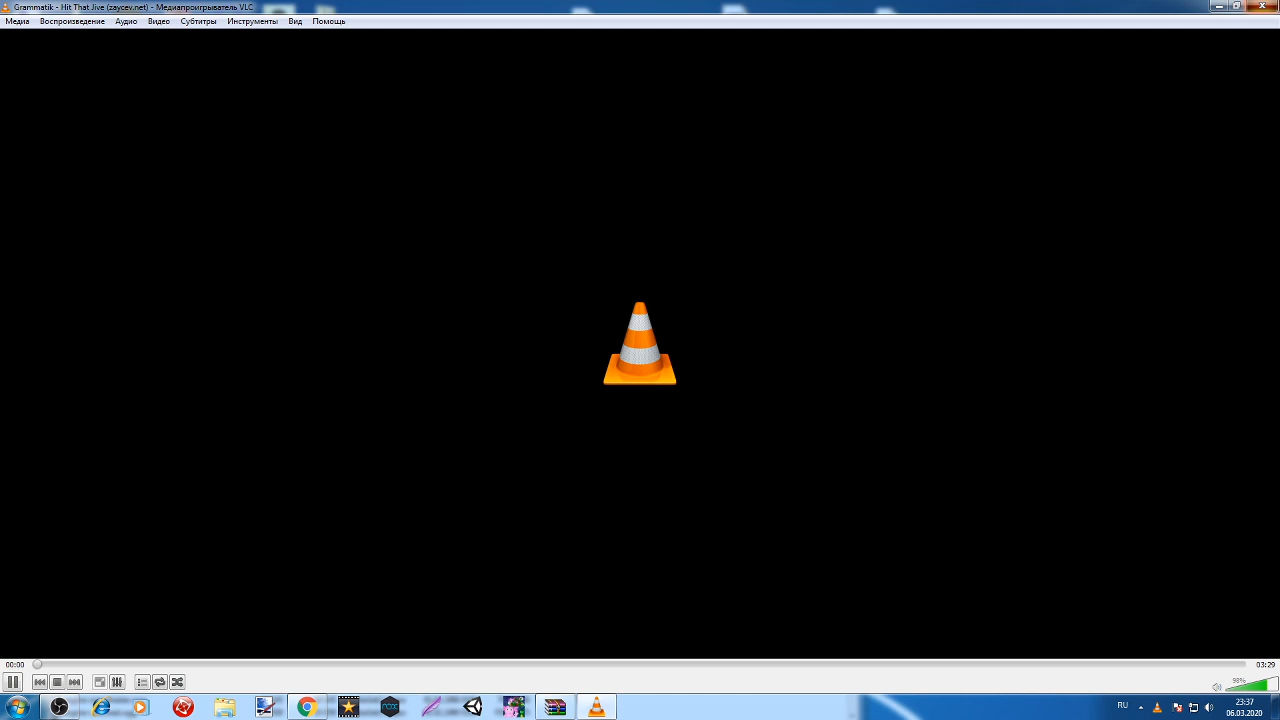 Grammatik - Hit That Jive (zaycev.net) - Медиапроигрыватель VLC
Медиа Воспроизведение Аудио Видео Субтитры Инструменты Вид Помощь
00:00 03:29
98%
RU 23:37
06.03.2020